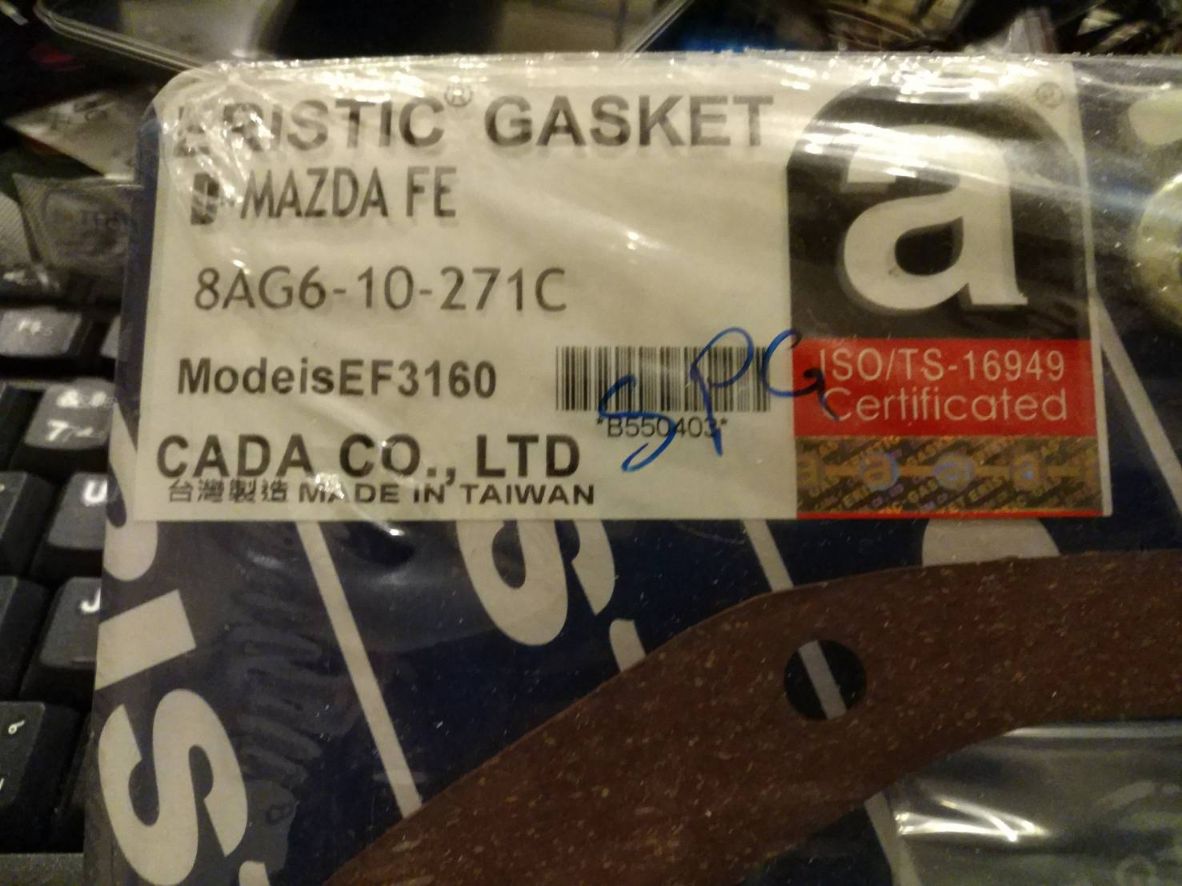 ERISTIC® GASKET
MAZDA FE
8AG6-10-271C
ModeisEF3160
*B550403*
SPG
CADA CO., LTD
台灣製造 MADE IN TAIWAN
a®
ISO/TS-16949
Certificated